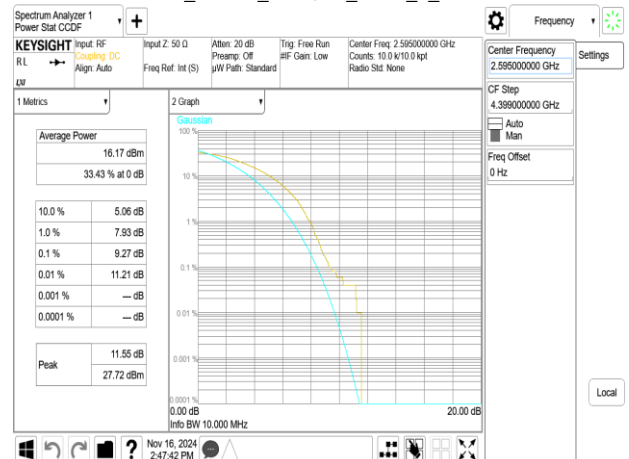 Spectrum Analyzer 1
Power Stat CCDF
Frequency
KEYSIGHT
RL
LXI
Input: RF
Coupling: DC
Align: Auto
Input Z: 50 Ω
Freq Ref: Int (S)
Atten: 20 dB
Preamp: Off
µW Path: Standard
Trig: Free Run
#IF Gain: Low
Center Freq: 2.595000000 GHz
Counts: 10.0 k/10.0 kpt
Radio Std: None
Center Frequency
2.595000000 GHz
Settings
CF Step
4.399000000 GHz
Auto
Man
Freq Offset
0 Hz
1 Metrics
2 Graph
Average Power
16.17 dBm
33.43 % at 0 dB
10.0 % 5.06 dB
1.0 % 7.93 dB
0.1 % 9.27 dB
0.01 % 11.21 dB
0.001 % — dB
0.0001 % — dB
Peak
11.55 dB
27.72 dBm
Gaussian
100 %
10 %
1 %
0.1 %
0.01 %
0.001 %
0.0001 %
0.00 dB 20.00 dB
Info BW 10.000 MHz
Local
?
Nov 16, 2024
2:47:42 PM